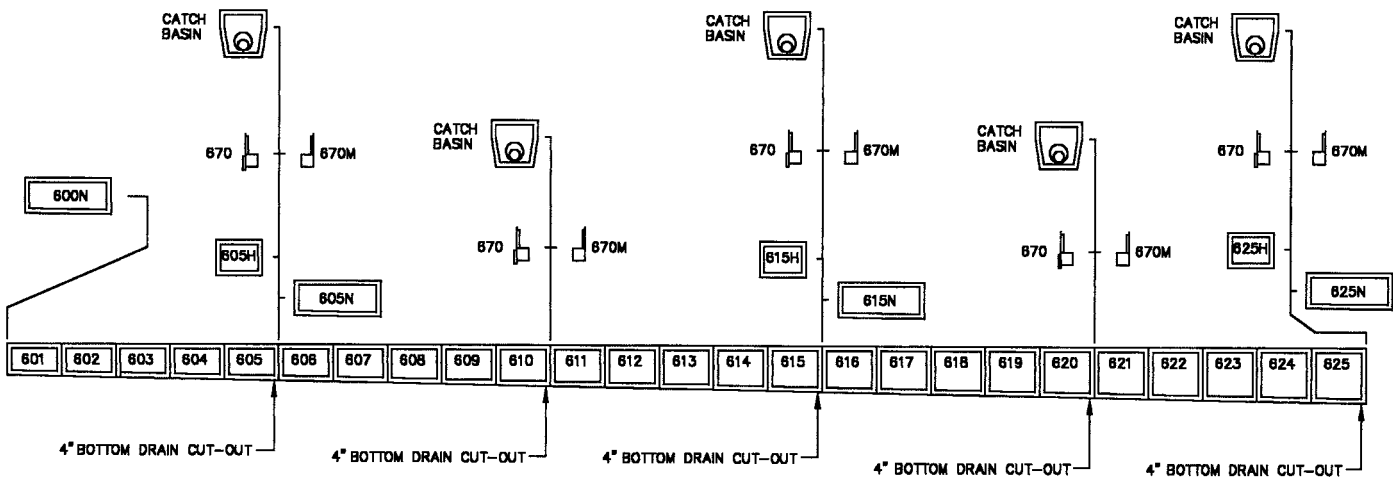 CATCH
BASIN
CATCH
BASIN
CATCH
BASIN
CATCH
BASIN
CATCH
BASIN
670
670M
670
670M
670
670M
600N
670
670M
670
670M
605H
615H
625H
605N
615N
625N
601 602 603 604 605 606 607 608 609 610 611 612 613 614 615 616 617 618 619 620 621 622 623 624 625
4" BOTTOM DRAIN CUT-OUT
4" BOTTOM DRAIN CUT-OUT
4" BOTTOM DRAIN CUT-OUT
4" BOTTOM DRAIN CUT-OUT
4" BOTTOM DRAIN CUT-OUT